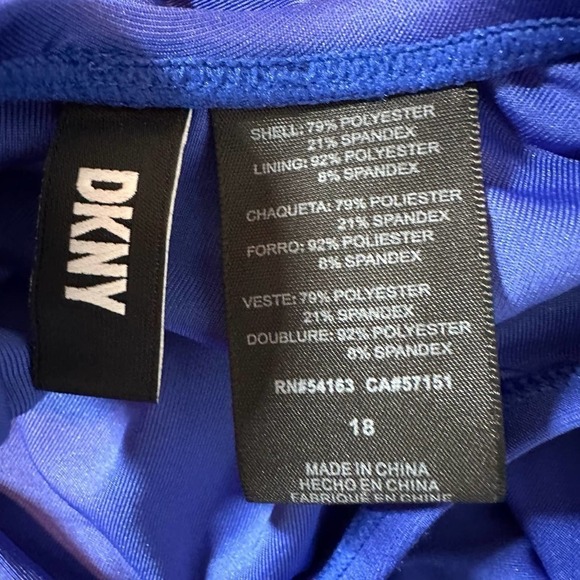 DKNY
SHELL: 79% POLYESTER
21% SPANDEX
LINING: 92% POLYESTER
8% SPANDEX
CHAQUETA: 79% POLIESTER
21% SPANDEX
FORRO: 92% POLIESTER
8% SPANDEX
VESTE: 79% POLYESTER
21% SPANDEX
DOUBLURE: 92% POLYESTER
8% SPANDEX
RN#54163 CA#57151
18
MADE IN CHINA
HECHO EN CHINA
FABRIQUE EN CHINE